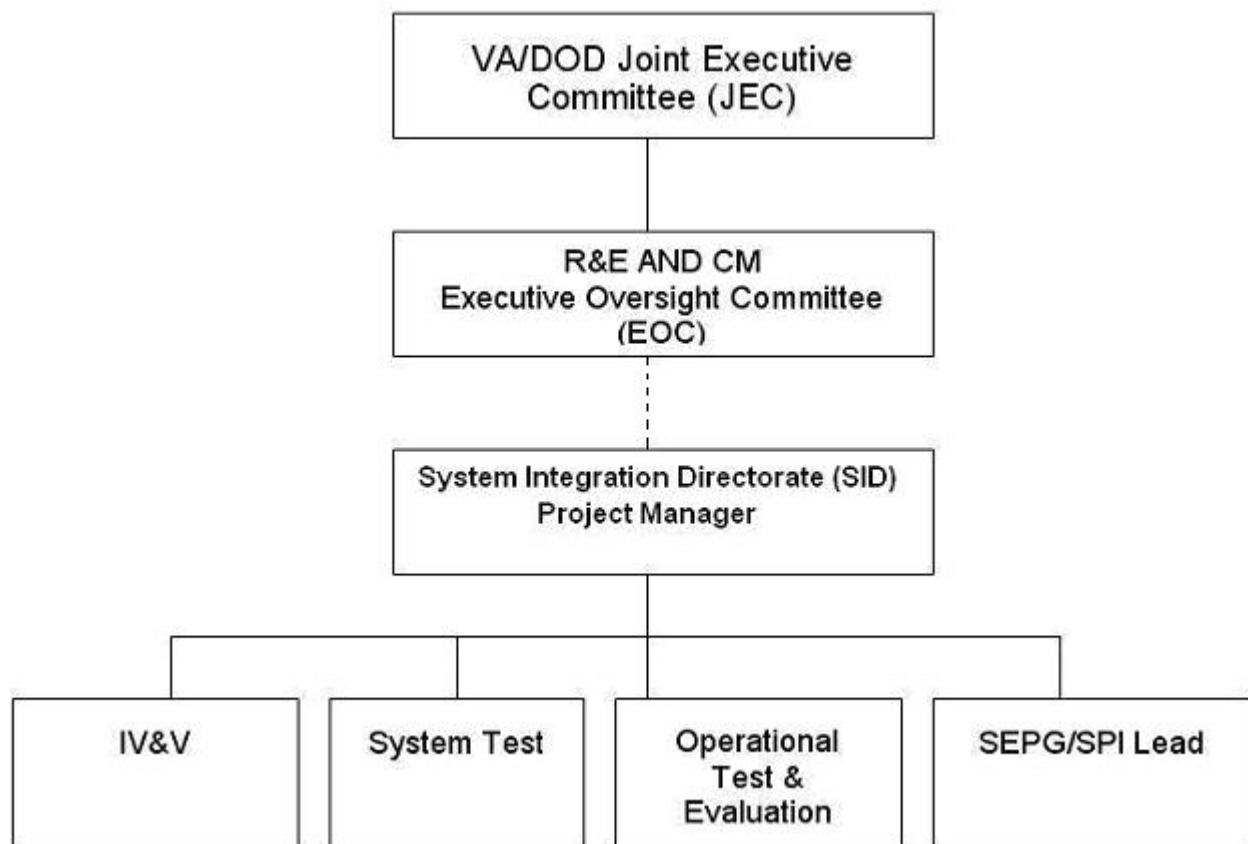 VA/DOD Joint Executive
Committee (JEC)
R&E AND CM
Executive Oversight Committee
(EOC)
System Integration Directorate (SID)
Project Manager
IV&V
System Test
Operational
Test &
Evaluation
SEPG/SPI Lead